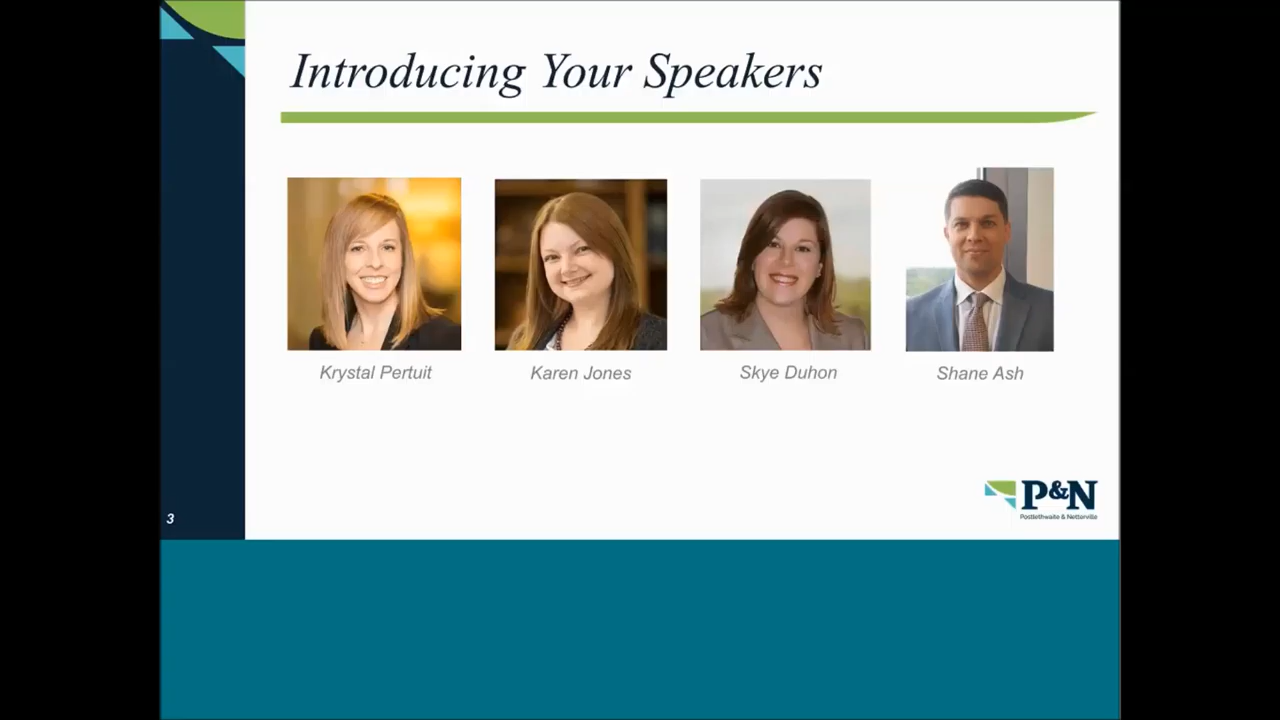 Introducing Your Speakers
Krystal Pertuit
Karen Jones
Skye Duhon
Shane Ash
P&N
Postlethwaite & Netterville
3